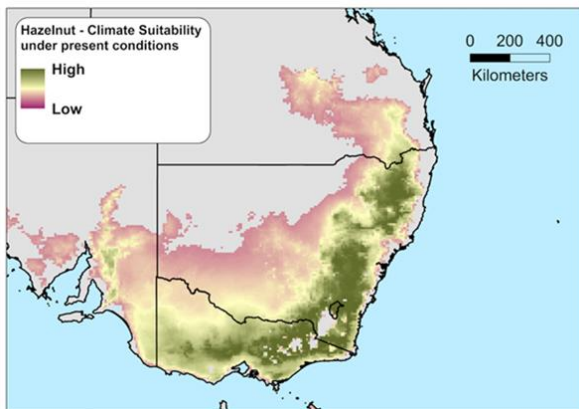 Hazelnut - Climate Suitability
under present conditions
High
Low
0 200 400
Kilometers